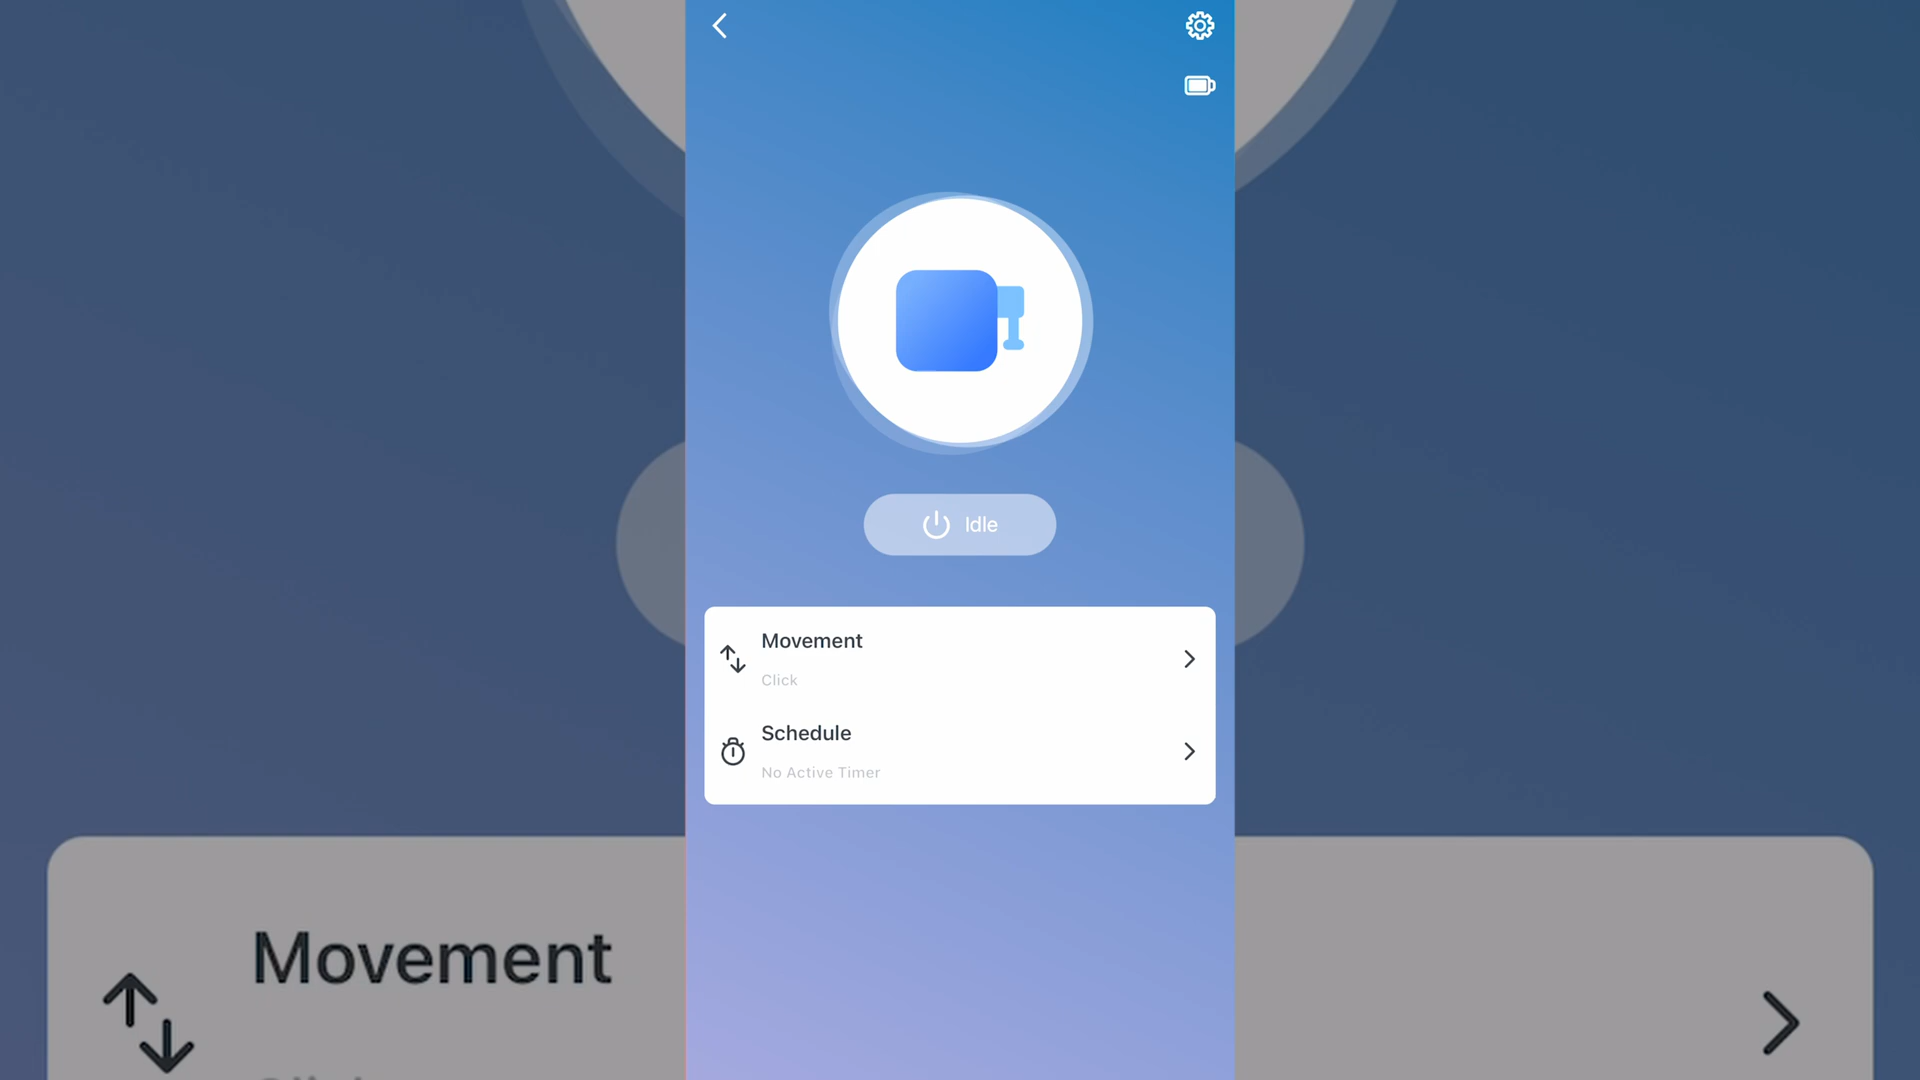 Idle
Movement
Click
Schedule
No Active Timer
Movement